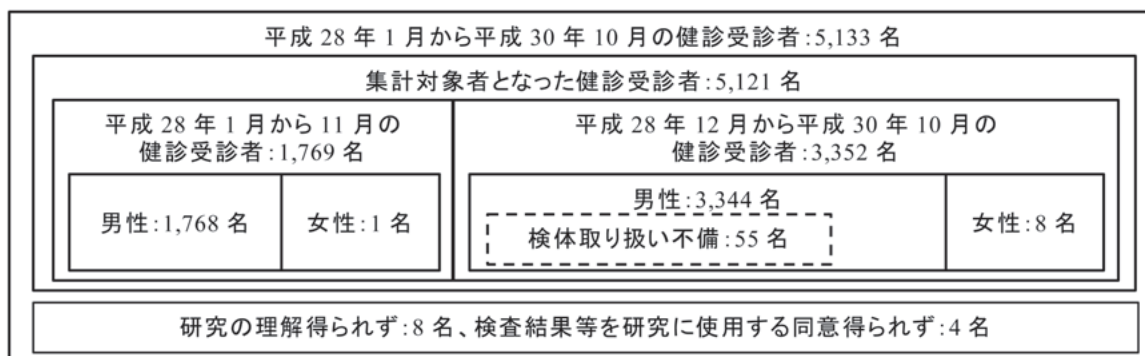 平成 28 年 1 月から平成 30 年 10 月の健診受診者:5,133 名
集計対象者となった健診受診者:5,121 名
平成 28 年 1 月から 11 月の
健診受診者:1,769 名
男性:1,768 名
女性:1 名
平成 28 年 12 月から平成 30 年 10 月の
健診受診者:3,352 名
男性:3,344 名
検体取り扱い不備:55 名
女性:8 名
研究の理解得られず:8 名、検査結果等を研究に使用する同意得られず:4 名